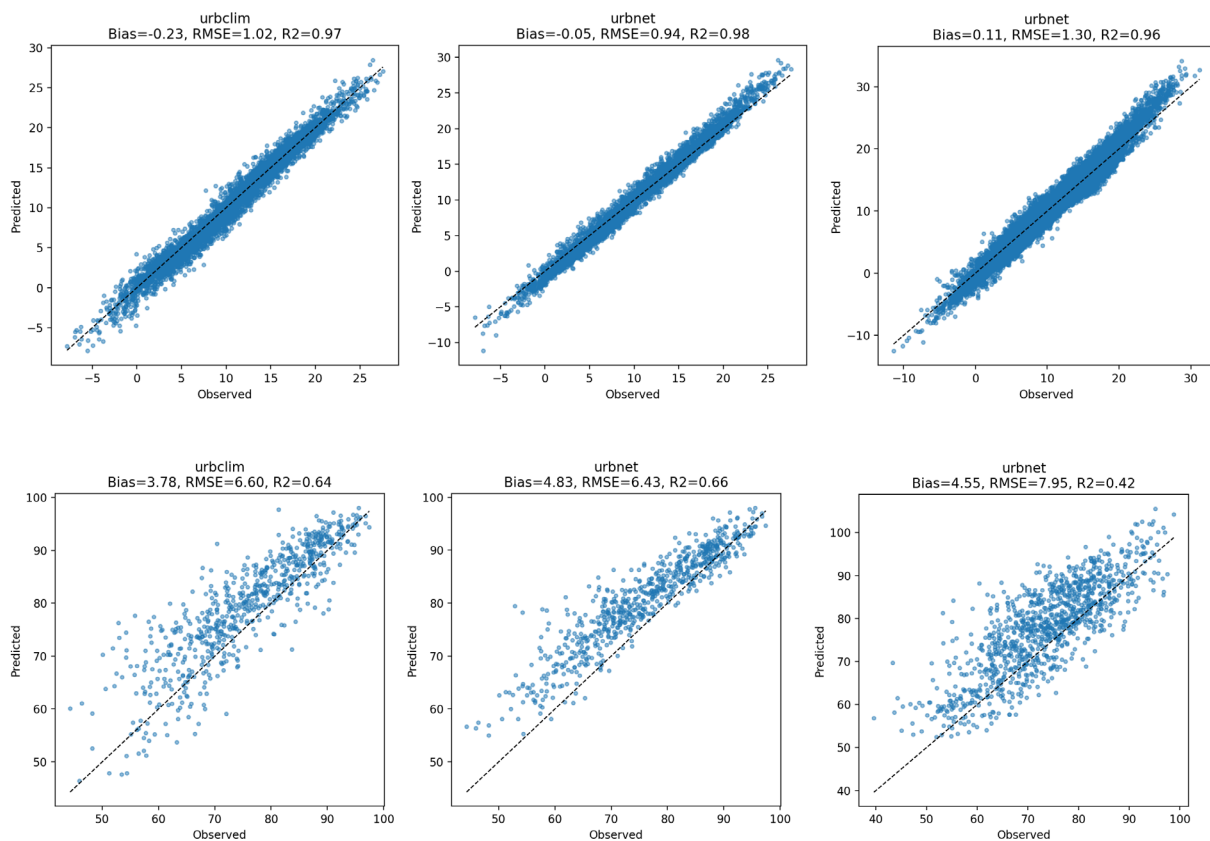 urbclim
Bias=-0.23, RMSE=1.02, R2=0.97
30
25
20
15
10
5
0
−5
Predicted
−5 0 5 10 15 20 25
Observed
urbnet
Bias=-0.05, RMSE=0.94, R2=0.98
30
25
20
15
10
5
0
−5
−10
Predicted
−5 0 5 10 15 20 25
Observed
urbnet
Bias=0.11, RMSE=1.30, R2=0.96
30
20
10
0
−10
Predicted
−10 0 10 20 30
Observed
urbclim
Bias=3.78, RMSE=6.60, R2=0.64
100
90
80
70
60
50
Predicted
50 60 70 80 90 100
Observed
urbnet
Bias=4.83, RMSE=6.43, R2=0.66
100
90
80
70
60
50
Predicted
50 60 70 80 90 100
Observed
urbnet
Bias=4.55, RMSE=7.95, R2=0.42
100
90
80
70
60
50
40
Predicted
40 50 60 70 80 90 100
Observed